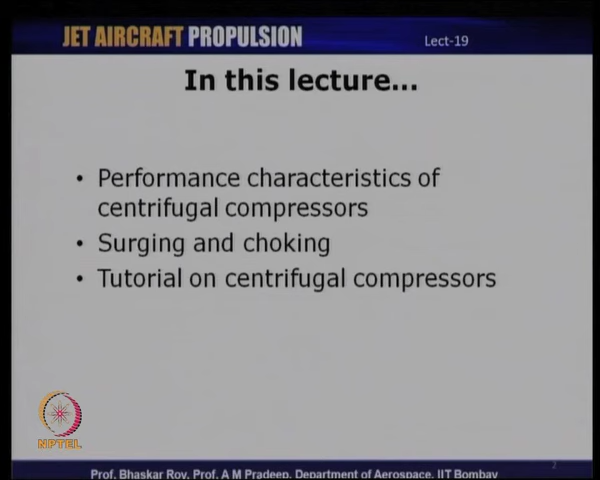 JET AIRCRAFT PROPULSION
Lect-19
In this lecture...
• Performance characteristics of
centrifugal compressors
• Surging and choking
• Tutorial on centrifugal compressors
NPTEL
2
Prof. Bhaskar Roy, Prof. A M Pradeep, Department of Aerospace, IIT Bombay